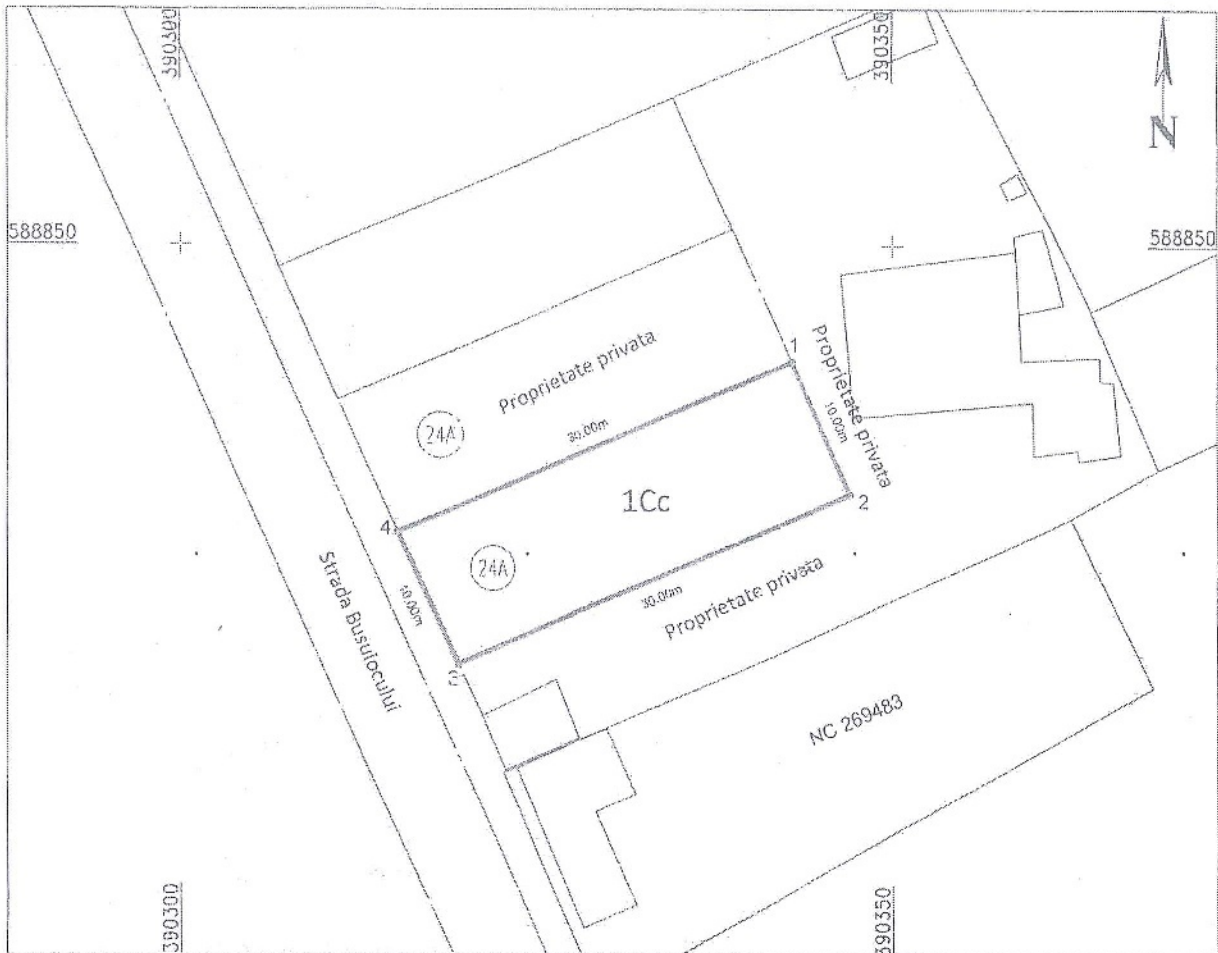 390300
390350
N
588850
588850
1
Proprietate privata
Proprietate privata
10.00m
24A
30.00m
4
1Cc
2
24A
10.00m
30.00m
Proprietate privata
Strada Busuiocului
3
NC 269483
390300
390350